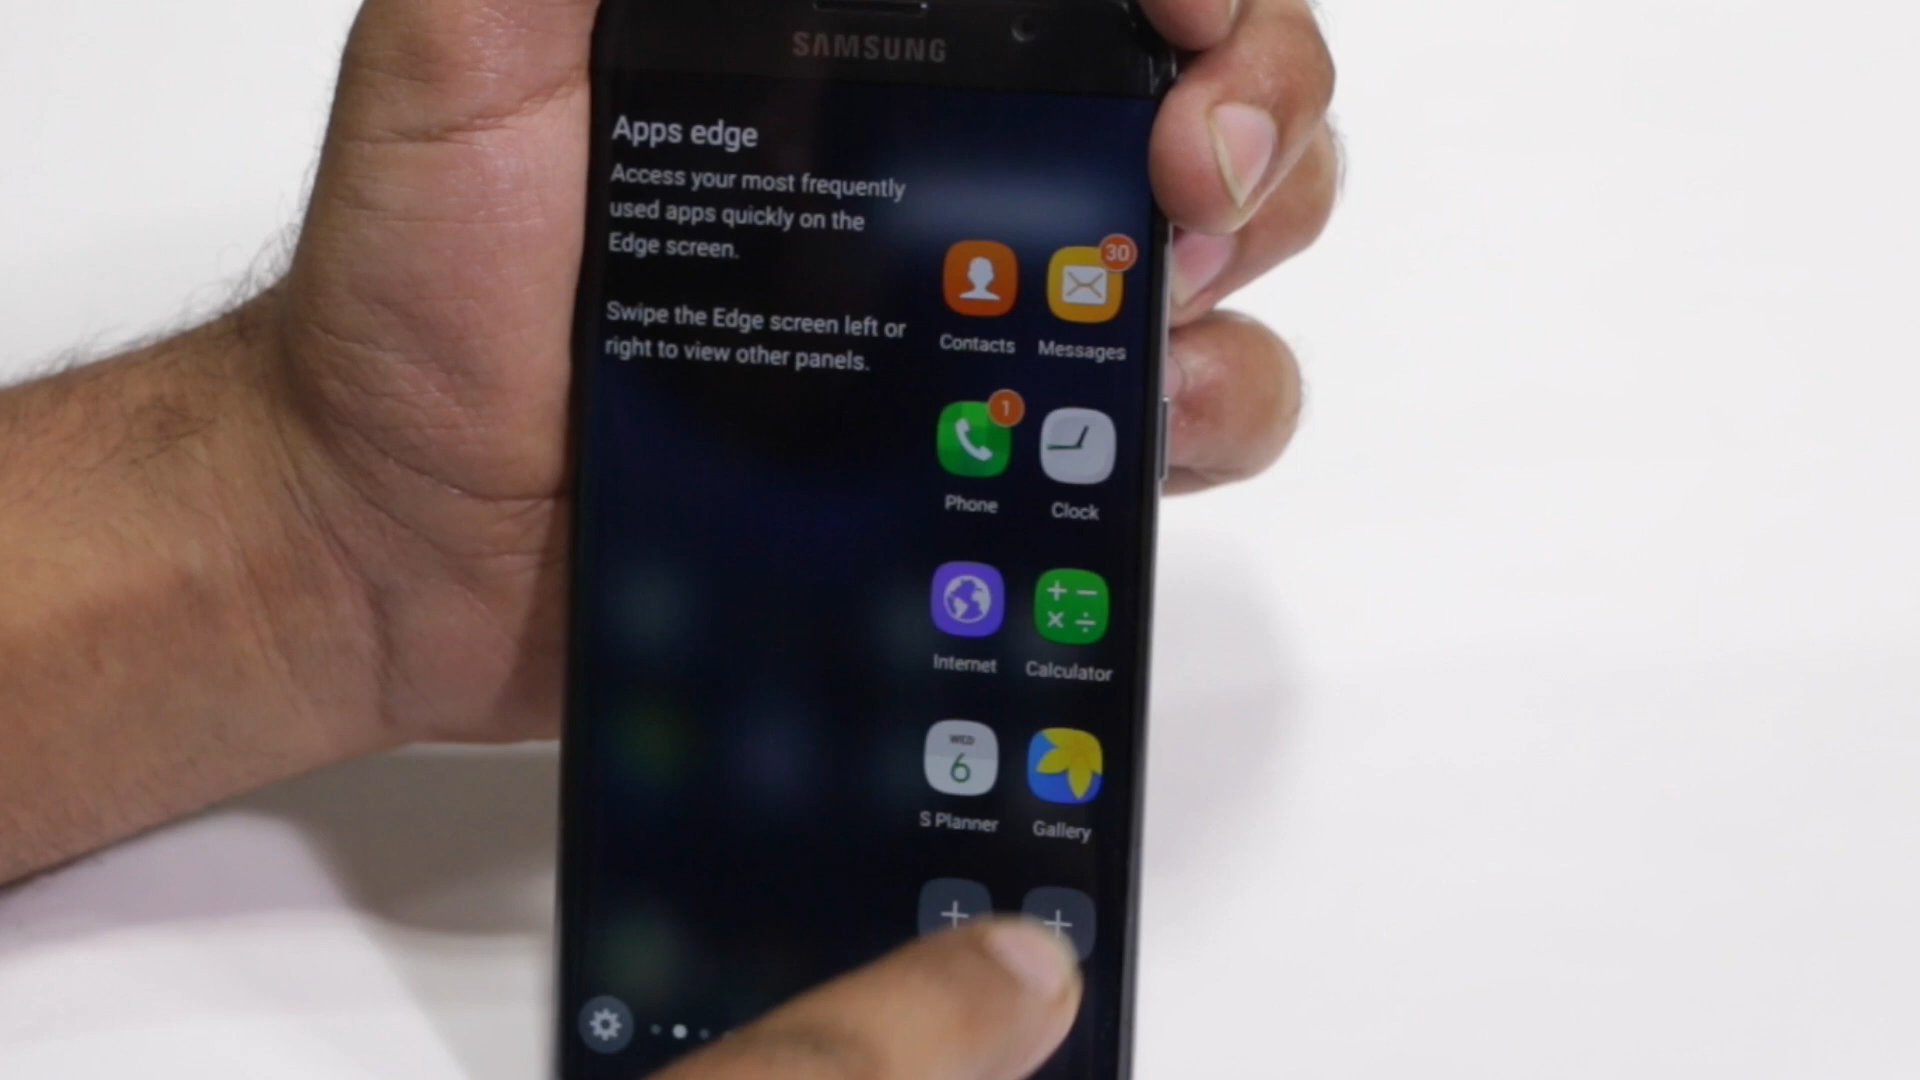 SAMSUNG
Apps edge
Access your most frequently
used apps quickly on the
Edge screen.
Swipe the Edge screen left or
right to view other panels.
30
Contacts
Messages
1
Phone
Clock
Internet
Calculator
WED
6
S Planner
Gallery